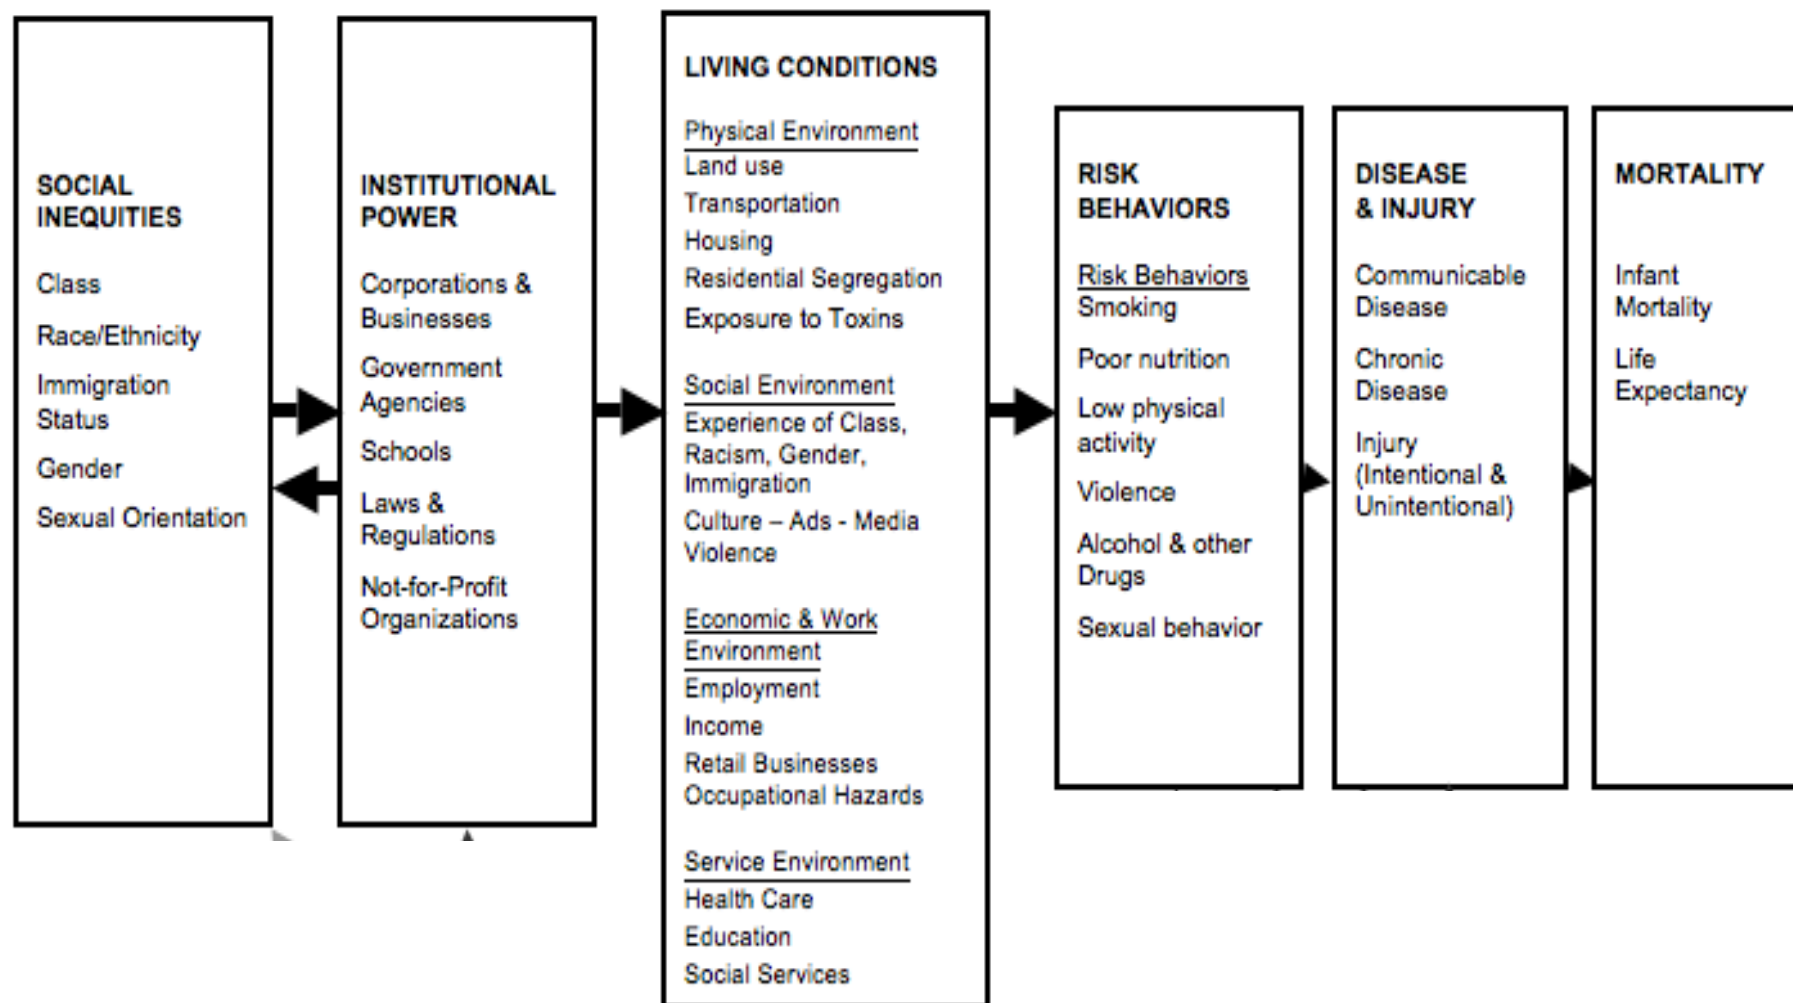 SOCIAL
INEQUITIES
Class
Race/Ethnicity
Immigration
Status
Gender
Sexual Orientation
INSTITUTIONAL
POWER
Corporations &
Businesses
Government
Agencies
Schools
Laws &
Regulations
Not-for-Profit
Organizations
LIVING CONDITIONS
Physical Environment
Land use
Transportation
Housing
Residential Segregation
Exposure to Toxins
Social Environment
Experience of Class,
Racism, Gender,
Immigration
Culture – Ads - Media
Violence
Economic & Work
Environment
Employment
Income
Retail Businesses
Occupational Hazards
Service Environment
Health Care
Education
Social Services
RISK
BEHAVIORS
Risk Behaviors
Smoking
Poor nutrition
Low physical
activity
Violence
Alcohol & other
Drugs
Sexual behavior
DISEASE
& INJURY
Communicable
Disease
Chronic
Disease
Injury
(Intentional &
Unintentional)
MORTALITY
Infant
Mortality
Life
Expectancy